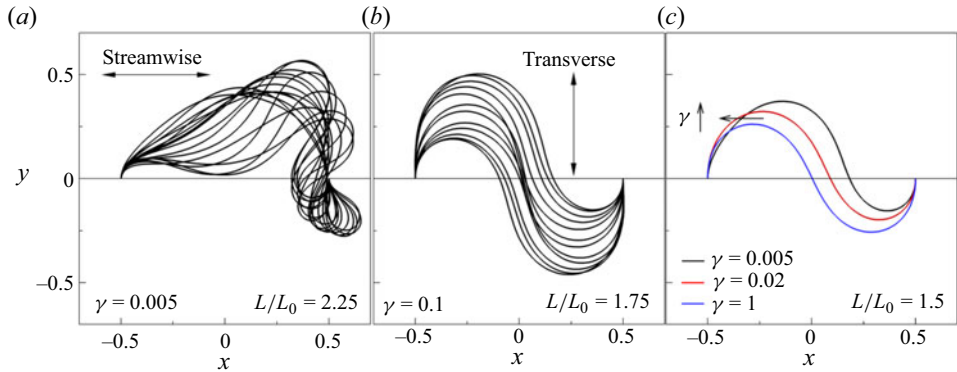 (a)
(b)
(c)
Streamwise
Transverse
y
0.5
0
−0.5
γ = 0.005
L/L0 = 2.25
γ = 0.1
L/L0 = 1.75
γ
γ = 0.005
γ = 0.02
γ = 1
L/L0 = 1.5
−0.5 0 0.5
−0.5 0 0.5
−0.5 0 0.5
x
x
x